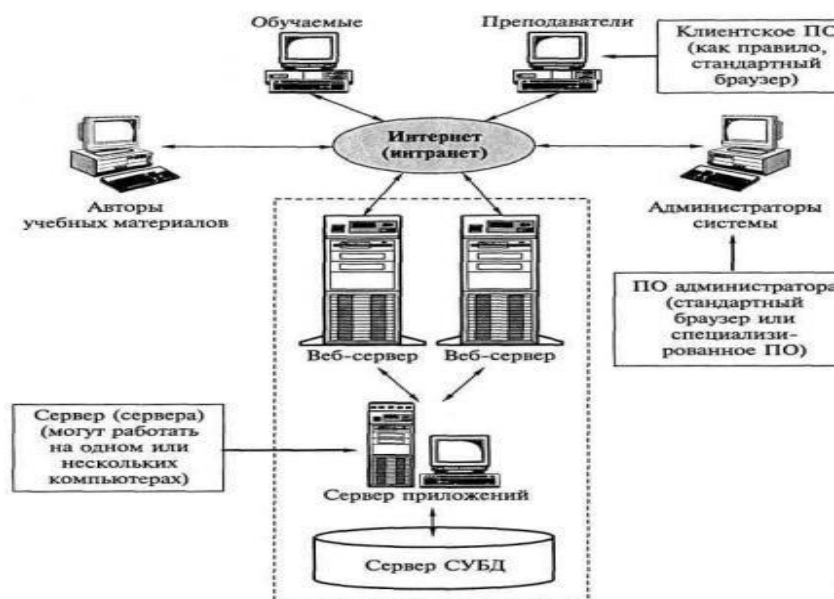 Обучаемые
Преподаватели
Клиентское ПО
(как правило,
стандартный
браузер)
Интернет
(интранет)
Авторы
учебных материалов
Администраторы
системы
ПО администратора
(стандартный
браузер или
специализи-
рованное ПО)
Веб-сервер
Веб-сервер
Сервер (сервера)
(могут работать
на одном или
нескольких
компьютерах)
Сервер приложений
Сервер СУБД